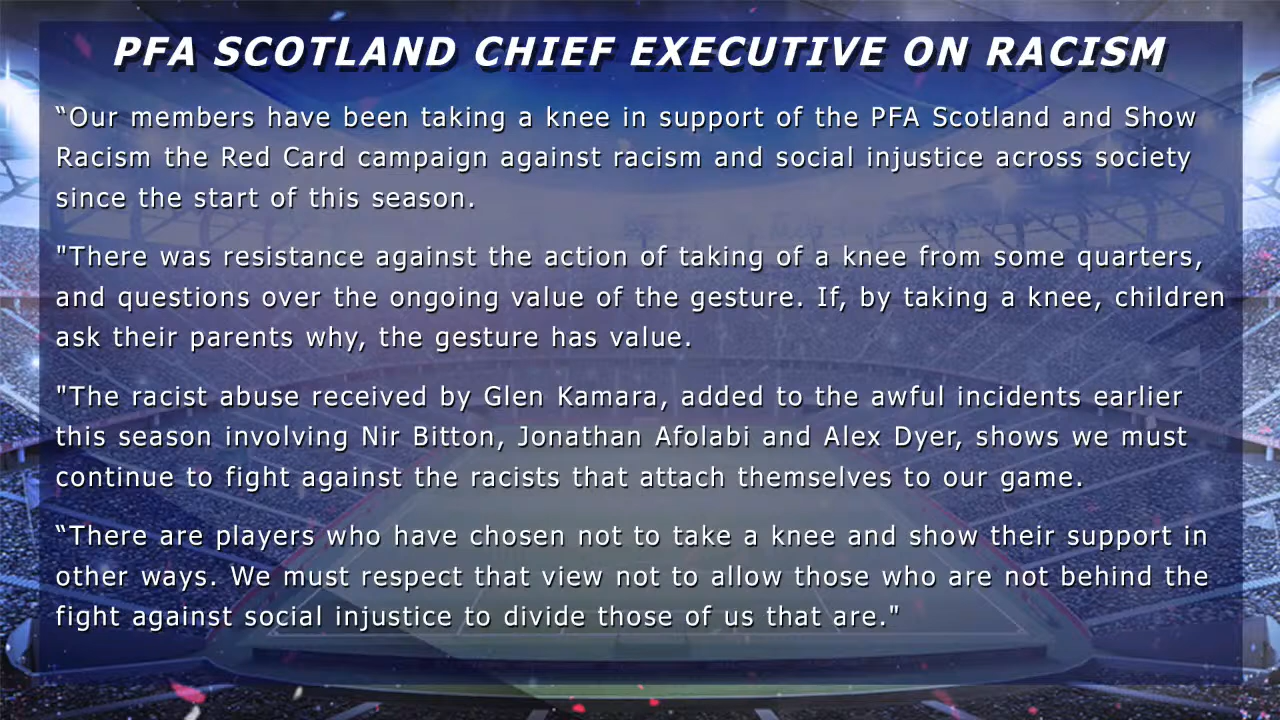 PFA SCOTLAND CHIEF EXECUTIVE ON RACISM
“Our members have been taking a knee in support of the PFA Scotland and Show
Racism the Red Card campaign against racism and social injustice across society
since the start of this season.
"There was resistance against the action of taking of a knee from some quarters,
and questions over the ongoing value of the gesture. If, by taking a knee, children
ask their parents why, the gesture has value.
"The racist abuse received by Glen Kamara, added to the awful incidents earlier
this season involving Nir Bitton, Jonathan Afolabi and Alex Dyer, shows we must
continue to fight against the racists that attach themselves to our game.
“There are players who have chosen not to take a knee and show their support in
other ways. We must respect that view not to allow those who are not behind the
fight against social injustice to divide those of us that are."